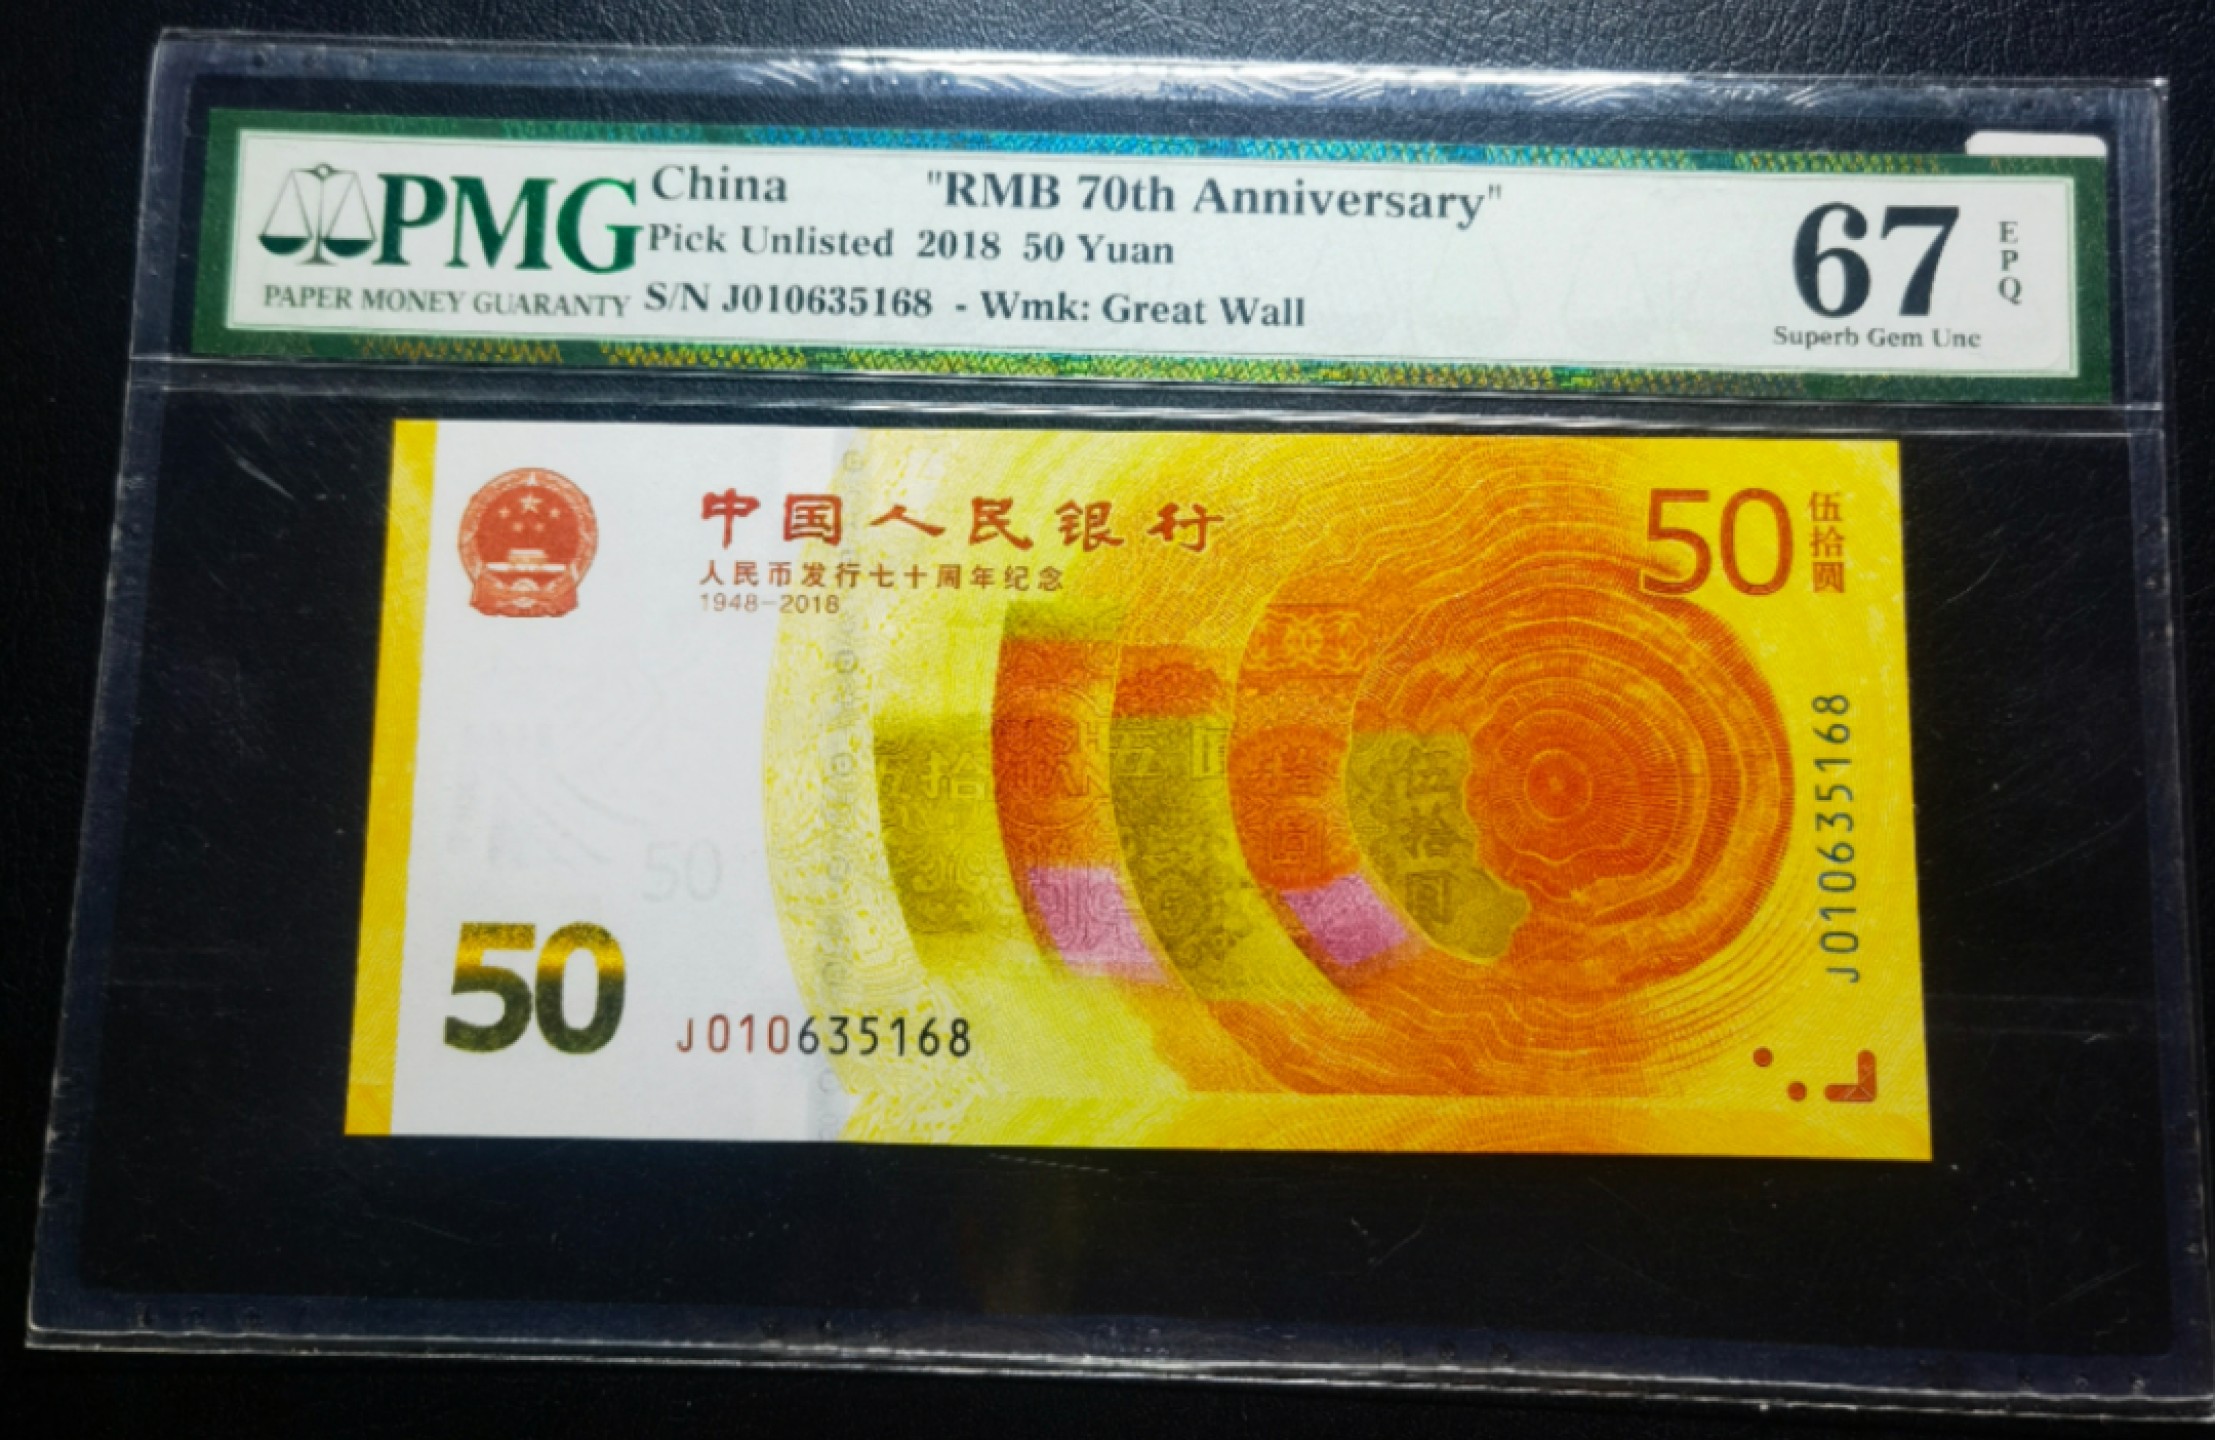 PMG
PAPER MONEY GUARANTY
China "RMB 70th Anniversary"
Pick Unlisted 2018 50 Yuan
S/N J010635168 - Wmk: Great Wall
67
EPQ
Superb Gem Unc
中国人民银行
人民币发行七十周年纪念
1948-2018
50
伍拾圆
伍拾圆
50
50
J010635168
J010635168